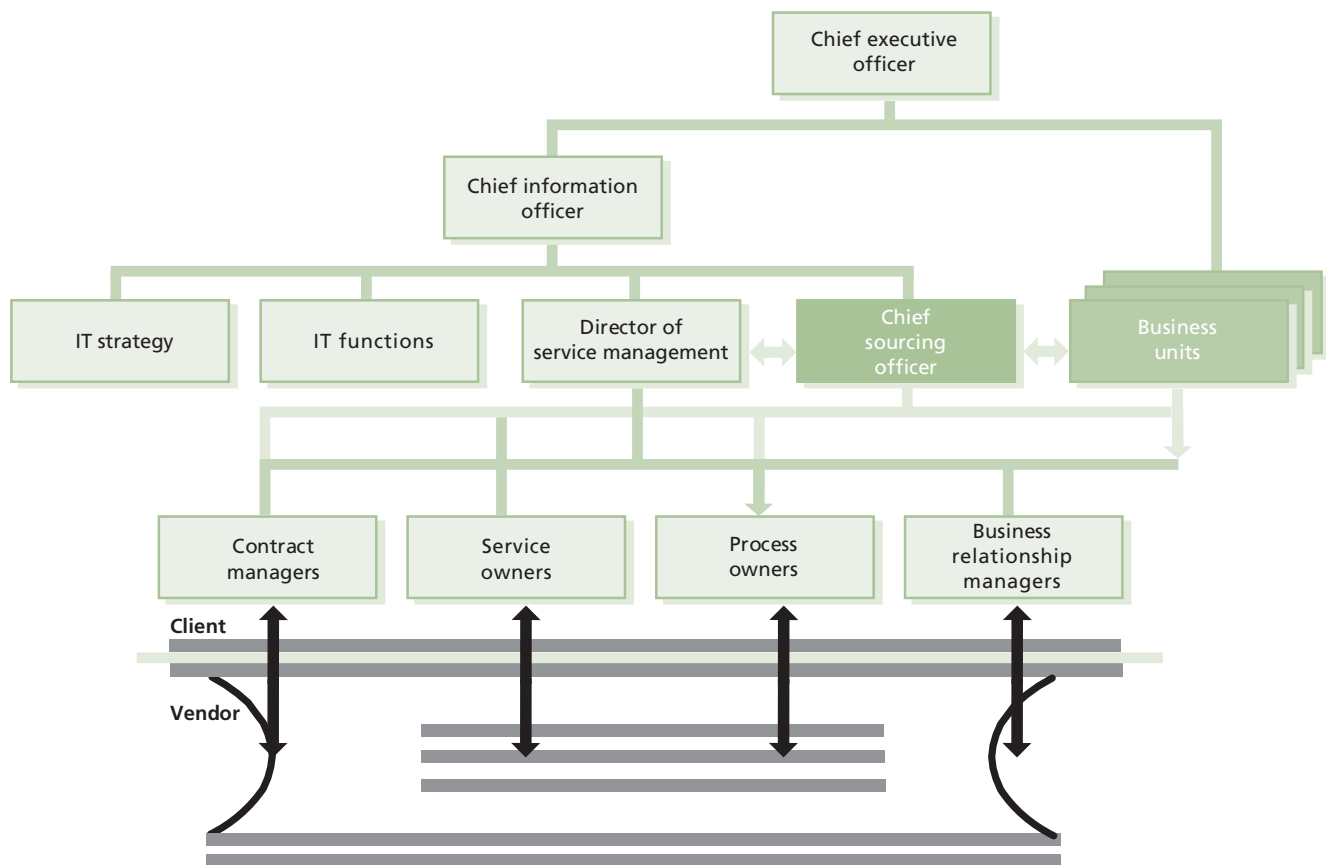 Chief executive
officer
Chief information
officer
IT strategy
IT functions
Director of
service management
Chief
sourcing
officer
Business
units
Contract
managers
Service
owners
Process
owners
Business
relationship
managers
Client
Vendor